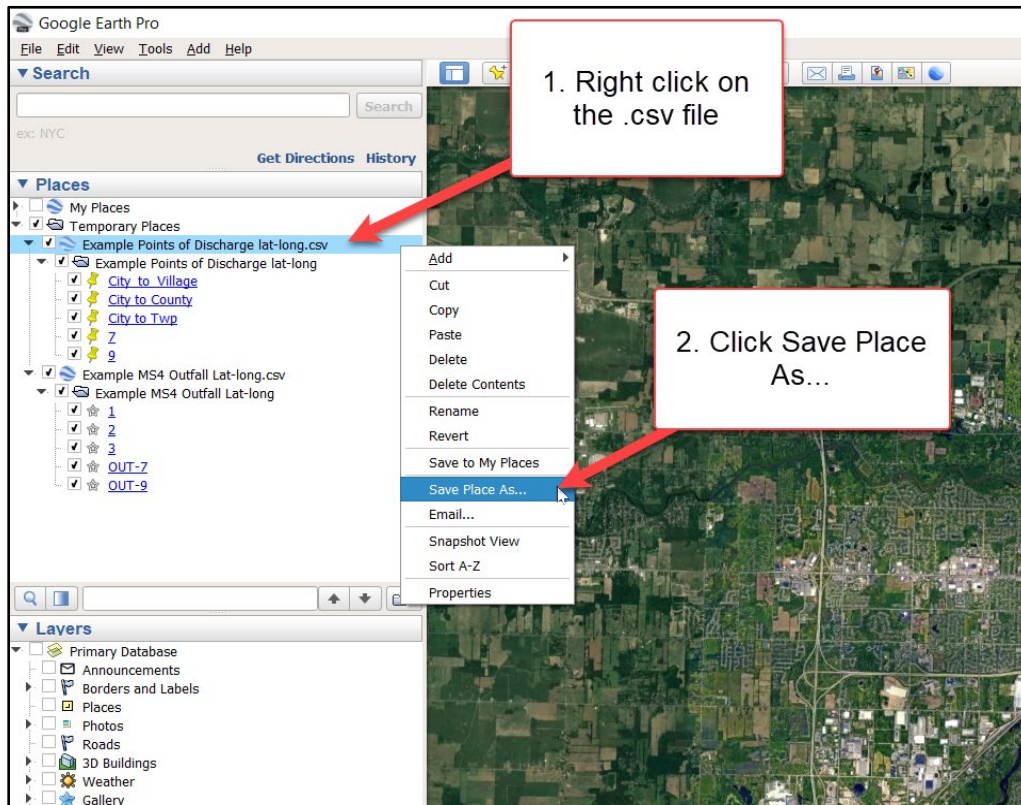 Google Earth Pro
File Edit View Tools Add Help
Search
Search
ex: NYC
Get Directions History
Places
My Places
Temporary Places
Example Points of Discharge lat-long.csv
Example Points of Discharge lat-long
City to Village
City to County
City to Twp
7
9
Example MS4 Outfall Lat-long.csv
Example MS4 Outfall Lat-long
1
2
3
OUT-7
OUT-9
Layers
Primary Database
Announcements
Borders and Labels
Places
Photos
Roads
3D Buildings
Weather
Gallery
1. Right click on
the .csv file
Add
Cut
Copy
Paste
Delete
Delete Contents
Rename
Revert
Save to My Places
Save Place As...
Email...
Snapshot View
Sort A-Z
Properties
2. Click Save Place
As...